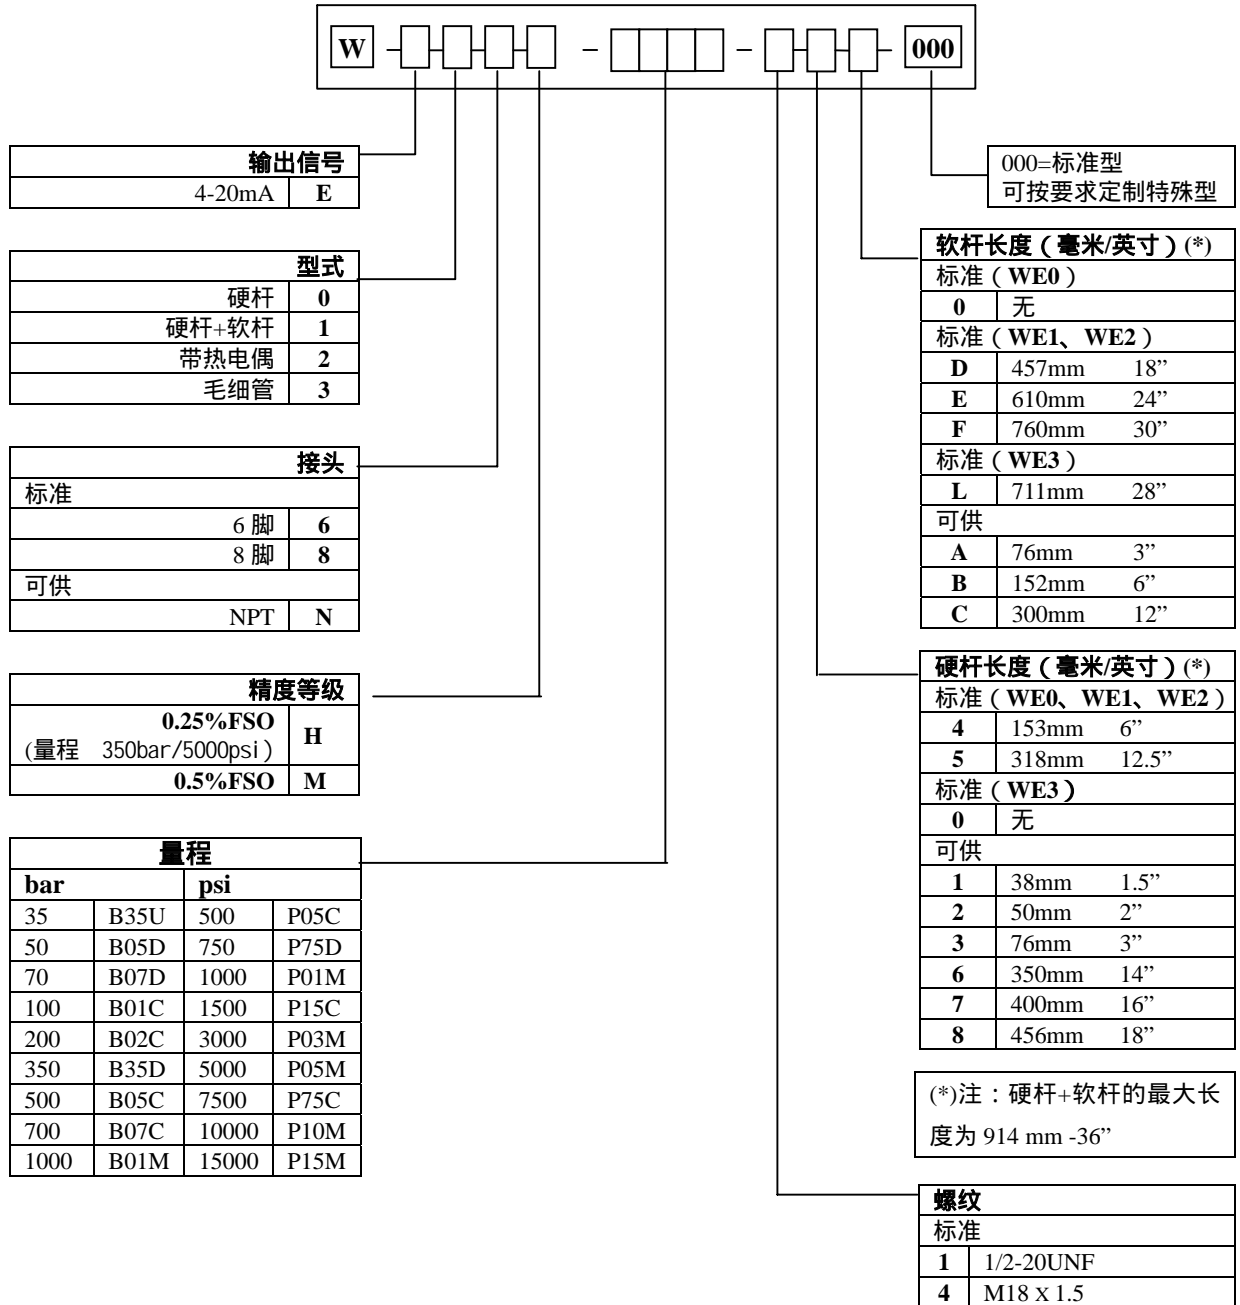 W - - 000
输出信号
4-20mA E
型式
硬杆 0
硬杆+软杆 1
带热电偶 2
毛细管 3
接头
标准
6 脚 6
8 脚 8
可供
NPT N
精度等级
0.25%FSO H
(量程 350bar/5000psi)
0.5%FSO M
量程
bar psi
35 B35U 500 P05C
50 B05D 750 P75D
70 B07D 1000 P01M
100 B01C 1500 P15C
200 B02C 3000 P03M
350 B35D 5000 P05M
500 B05C 7500 P75C
700 B07C 10000 P10M
1000 B01M 15000 P15M
000=标准型
可按要求定制特殊型
软杆长度（毫米/英寸）(*)
标准（WE0）
0 无
标准（WE1、WE2）
D 457mm 18”
E 610mm 24”
F 760mm 30”
标准（WE3）
L 711mm 28”
可供
A 76mm 3”
B 152mm 6”
C 300mm 12”
硬杆长度（毫米/英寸）(*)
标准（WE0、WE1、WE2）
4 153mm 6”
5 318mm 12.5”
标准（WE3）
0 无
可供
1 38mm 1.5”
2 50mm 2”
3 76mm 3”
6 350mm 14”
7 400mm 16”
8 456mm 18”
(*)注：硬杆+软杆的最大长
度为 914 mm -36”
螺纹
标准
1 1/2-20UNF
4 M18 X 1.5